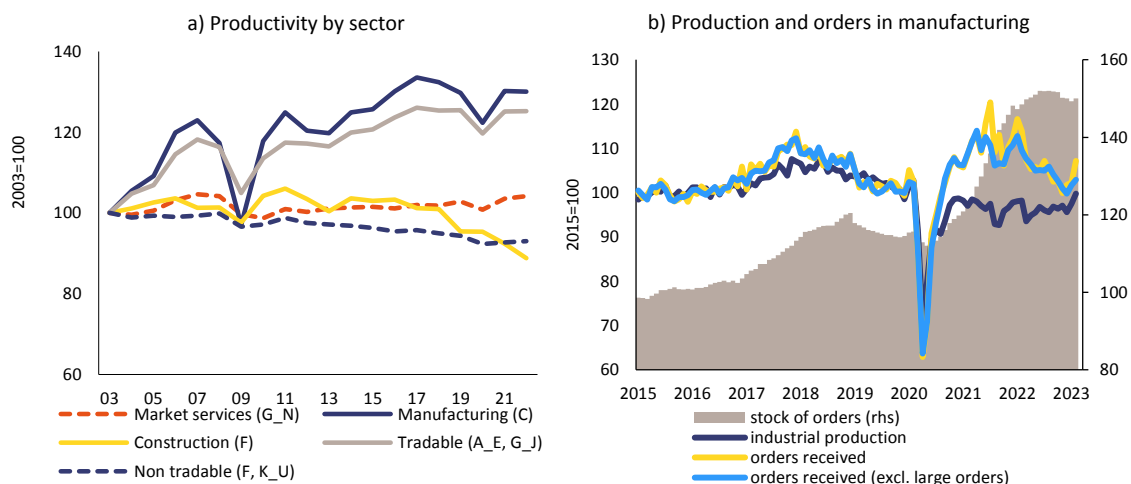 a) Productivity by sector
2003=100
140
120
100
80
60
03 05 07 09 11 13 15 17 19 21
Market services (G_N)
Manufacturing (C)
Construction (F)
Tradable (A_E, G_J)
Non tradable (F, K_U)
b) Production and orders in manufacturing
2015=100
130
120
110
100
90
80
70
60
160
140
120
100
80
2015 2016 2017 2018 2019 2020 2021 2022 2023
stock of orders (rhs)
industrial production
orders received
orders received (excl. large orders)